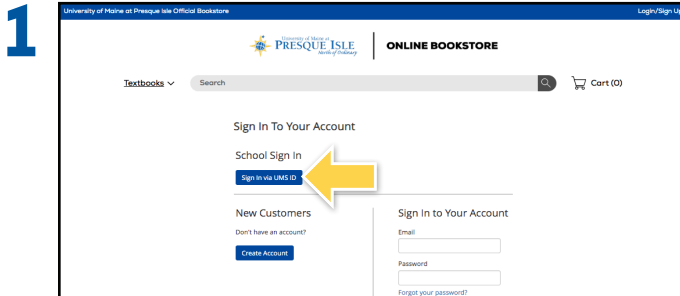 1
University of Maine at Presque Isle Official Bookstore
Login/Sign Up
University of Maine at
PRESQUE ISLE
North of Ordinary
ONLINE BOOKSTORE
Textbooks
Search
Cart (0)
Sign In To Your Account
School Sign In
Sign In via UMS ID
New Customers
Don't have an account?
Create Account
Sign In to Your Account
Email
Password
Forgot your password?